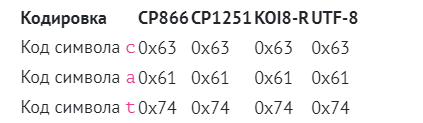 Кодировка CP866 CP1251 KOI8-R UTF-8
Код символа c 0x63 0x63 0x63 0x63
Код символа a 0x61 0x61 0x61 0x61
Код символа t 0x74 0x74 0x74 0x74